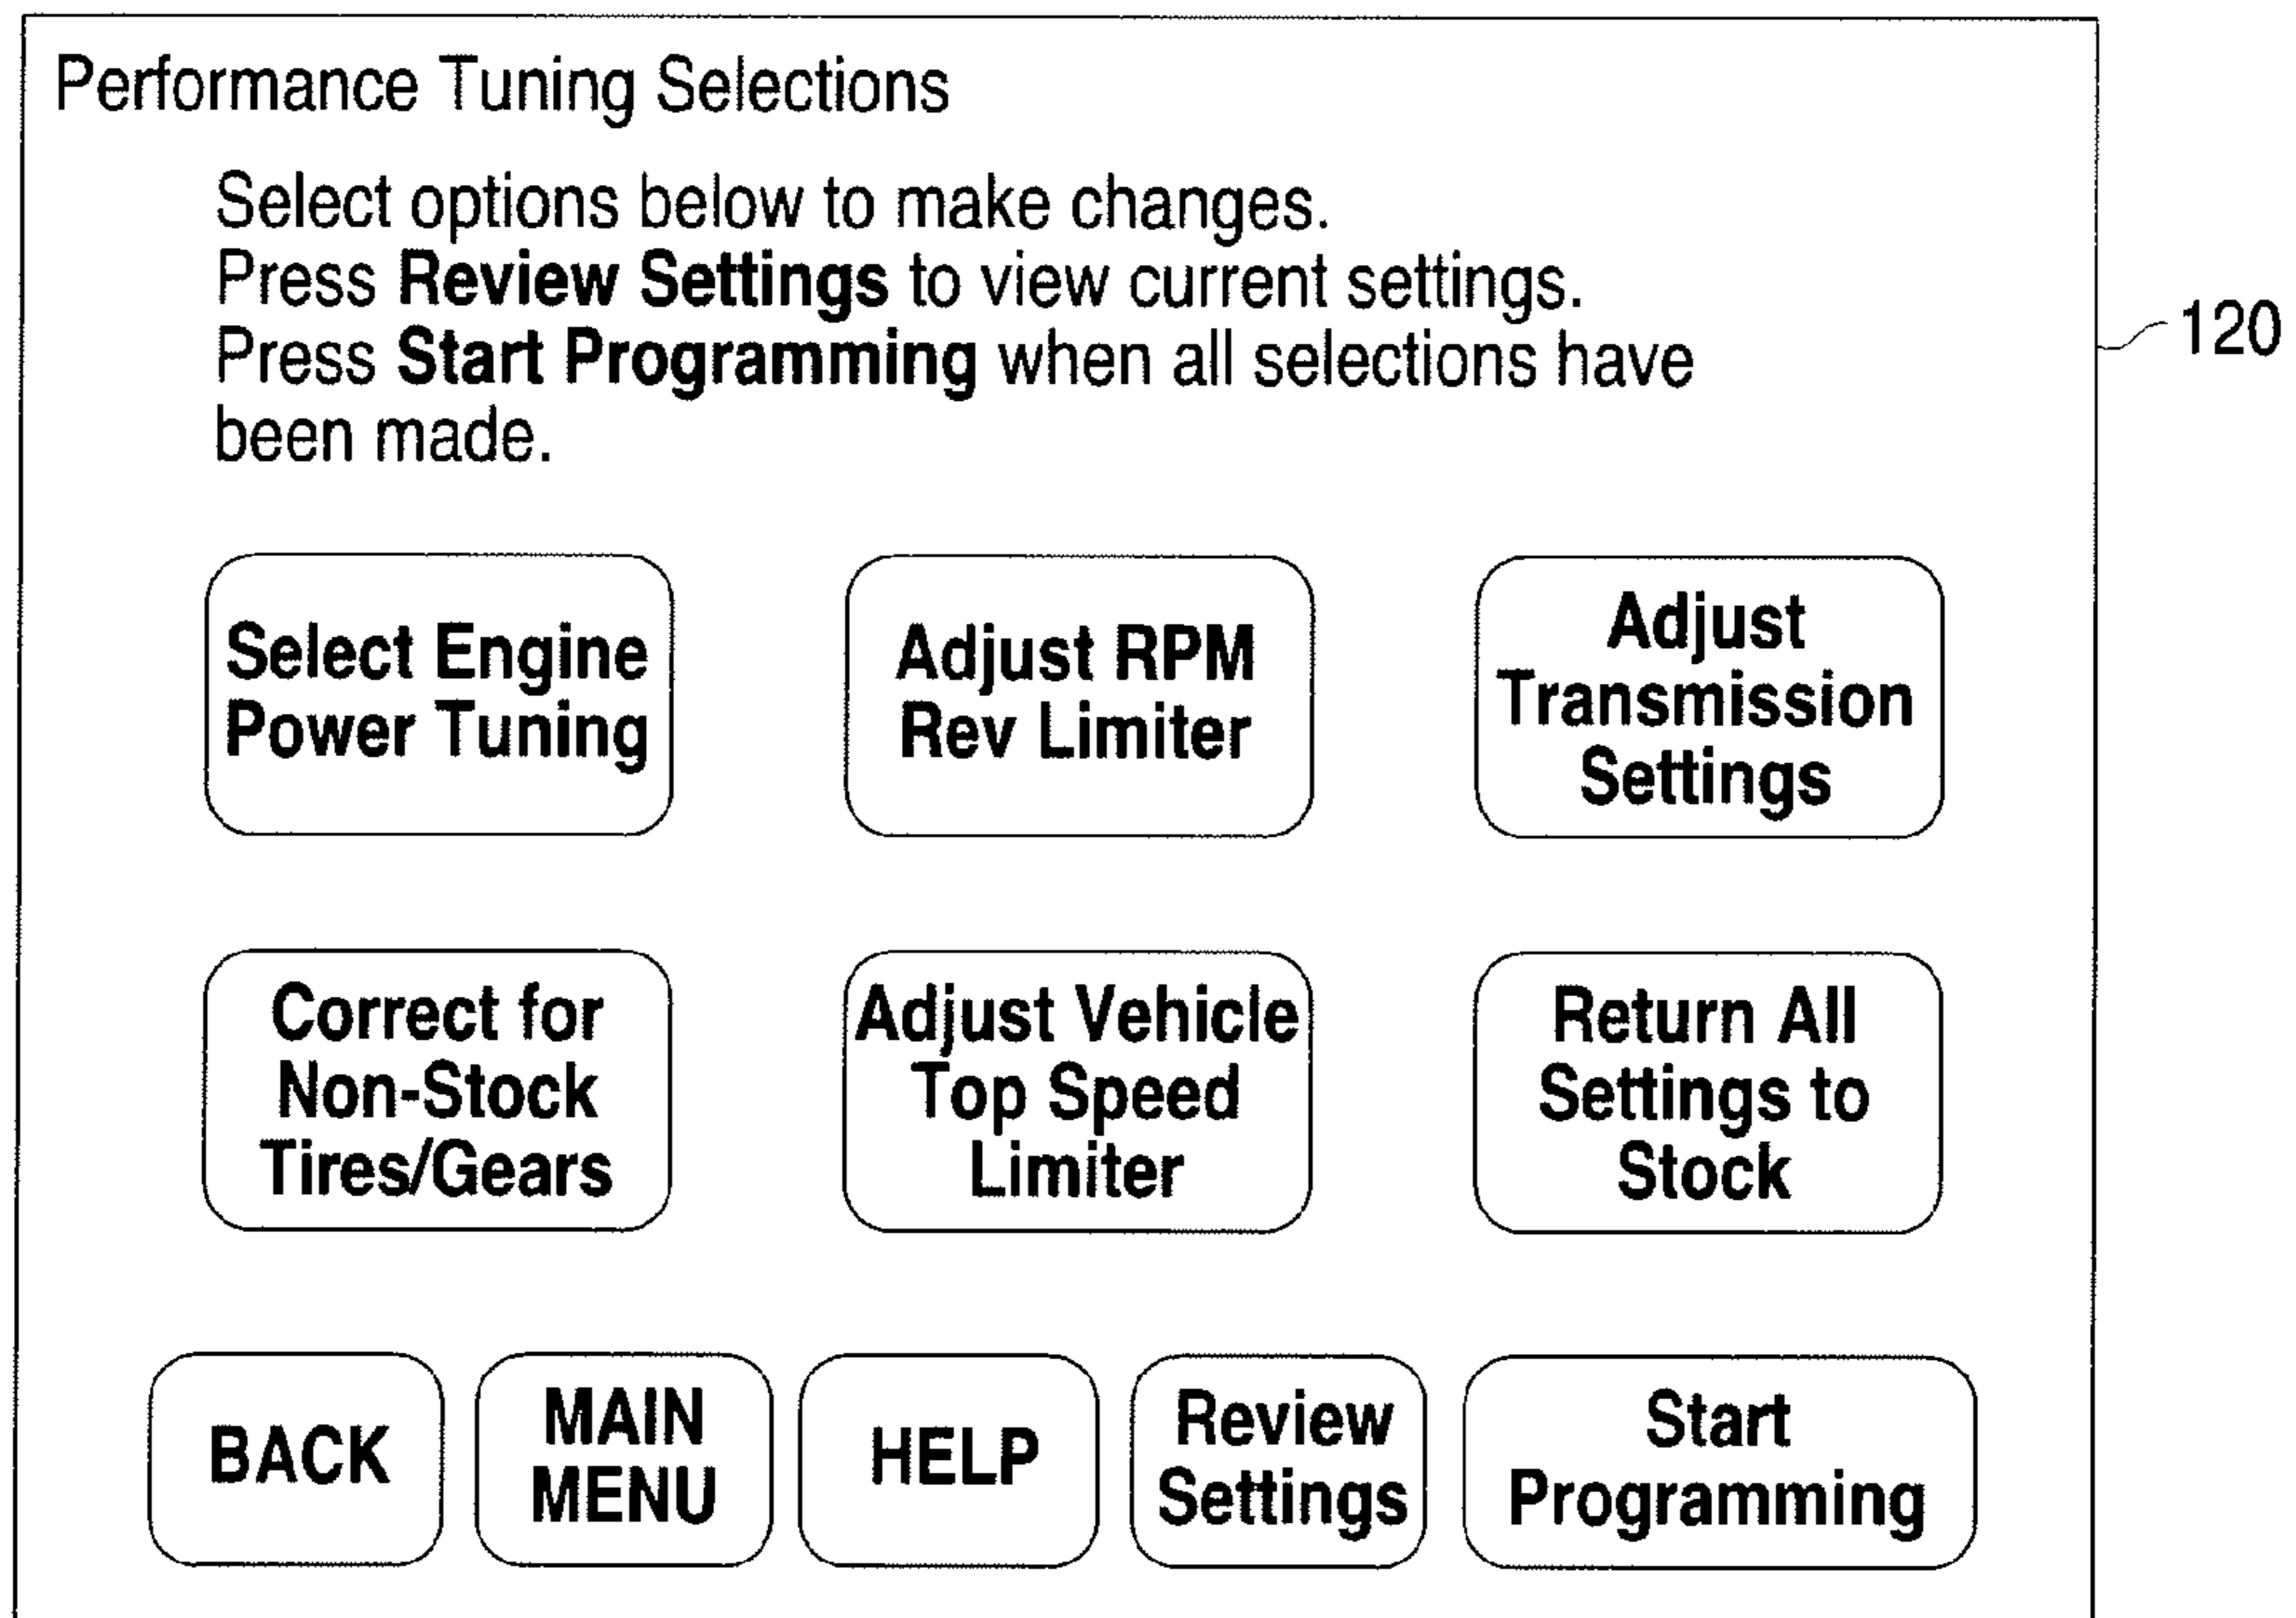 Performance Tuning Selections
Select options below to make changes.
Press Review Settings to view current settings.
Press Start Programming when all selections have
been made.
120
Select Engine
Power Tuning
Adjust RPM
Rev Limiter
Adjust
Transmission
Settings
Correct for
Non-Stock
Tires/Gears
Adjust Vehicle
Top Speed
Limiter
Return All
Settings to
Stock
BACK
MAIN
MENU
HELP
Review
Settings
Start
Programming